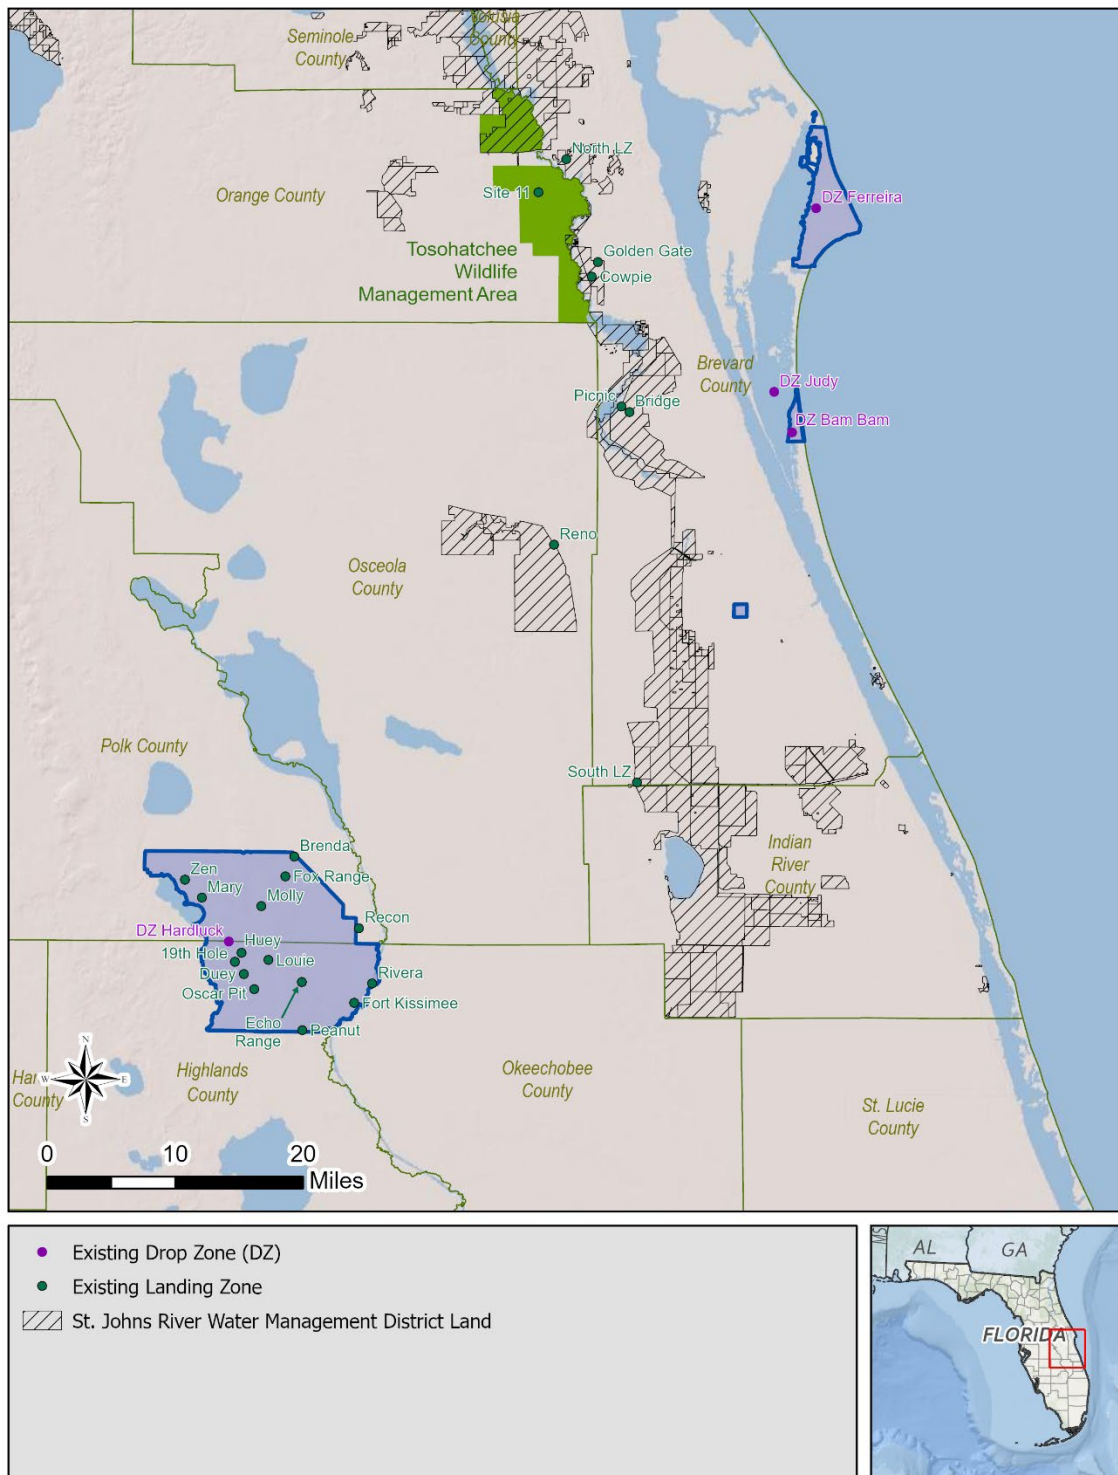 Volusia
County
Seminole
County
North LZ
Orange County
Site 11
DZ Ferreira
Tosohatchee
Wildlife
Management Area
Golden Gate
Cowpie
Brevard
County
DZ Judy
Picnic
Bridge
DZ Bam Bam
Reno
Osceola
County
Polk County
South LZ
Indian
River
County
Brenda
Zen
Fox Range
Mary
Molly
Recon
DZ Hardluck
Huey
19th Hole
Louie
Duey
Rivera
Oscar Pit
Fort Kissimee
Echo
Range
Peanut
N
W
E
S
County
Highlands
County
Okeechobee
County
St. Lucie
County
0 10 20
Miles
Existing Drop Zone (DZ)
Existing Landing Zone
St. Johns River Water Management District Land
AL
GA
FLORIDA